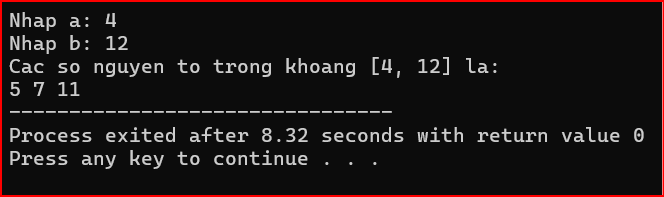 Nhap a: 4
Nhap b: 12
Cac so nguyen to trong khoang [4, 12] la:
5 7 11
--------------------------------
Process exited after 8.32 seconds with return value 0
Press any key to continue . . .